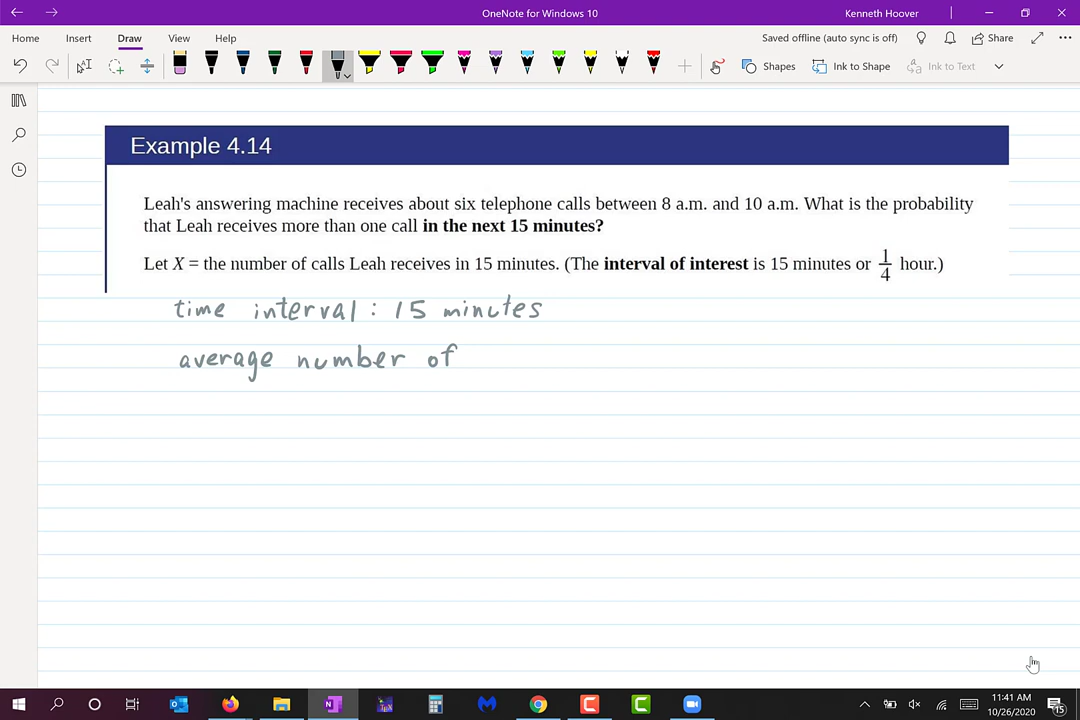 OneNote for Windows 10
Kenneth Hoover
Home Insert Draw View Help
Saved offline (auto sync is off)
Share
Shapes
Ink to Shape
Ink to Text
Example 4.14
Leah's answering machine receives about six telephone calls between 8 a.m. and 10 a.m. What is the probability
that Leah receives more than one call in the next 15 minutes?
Let X = the number of calls Leah receives in 15 minutes. (The interval of interest is 15 minutes or 1/4 hour.)
time interval : 15 minutes
average number of
11:41 AM
10/26/2020
15